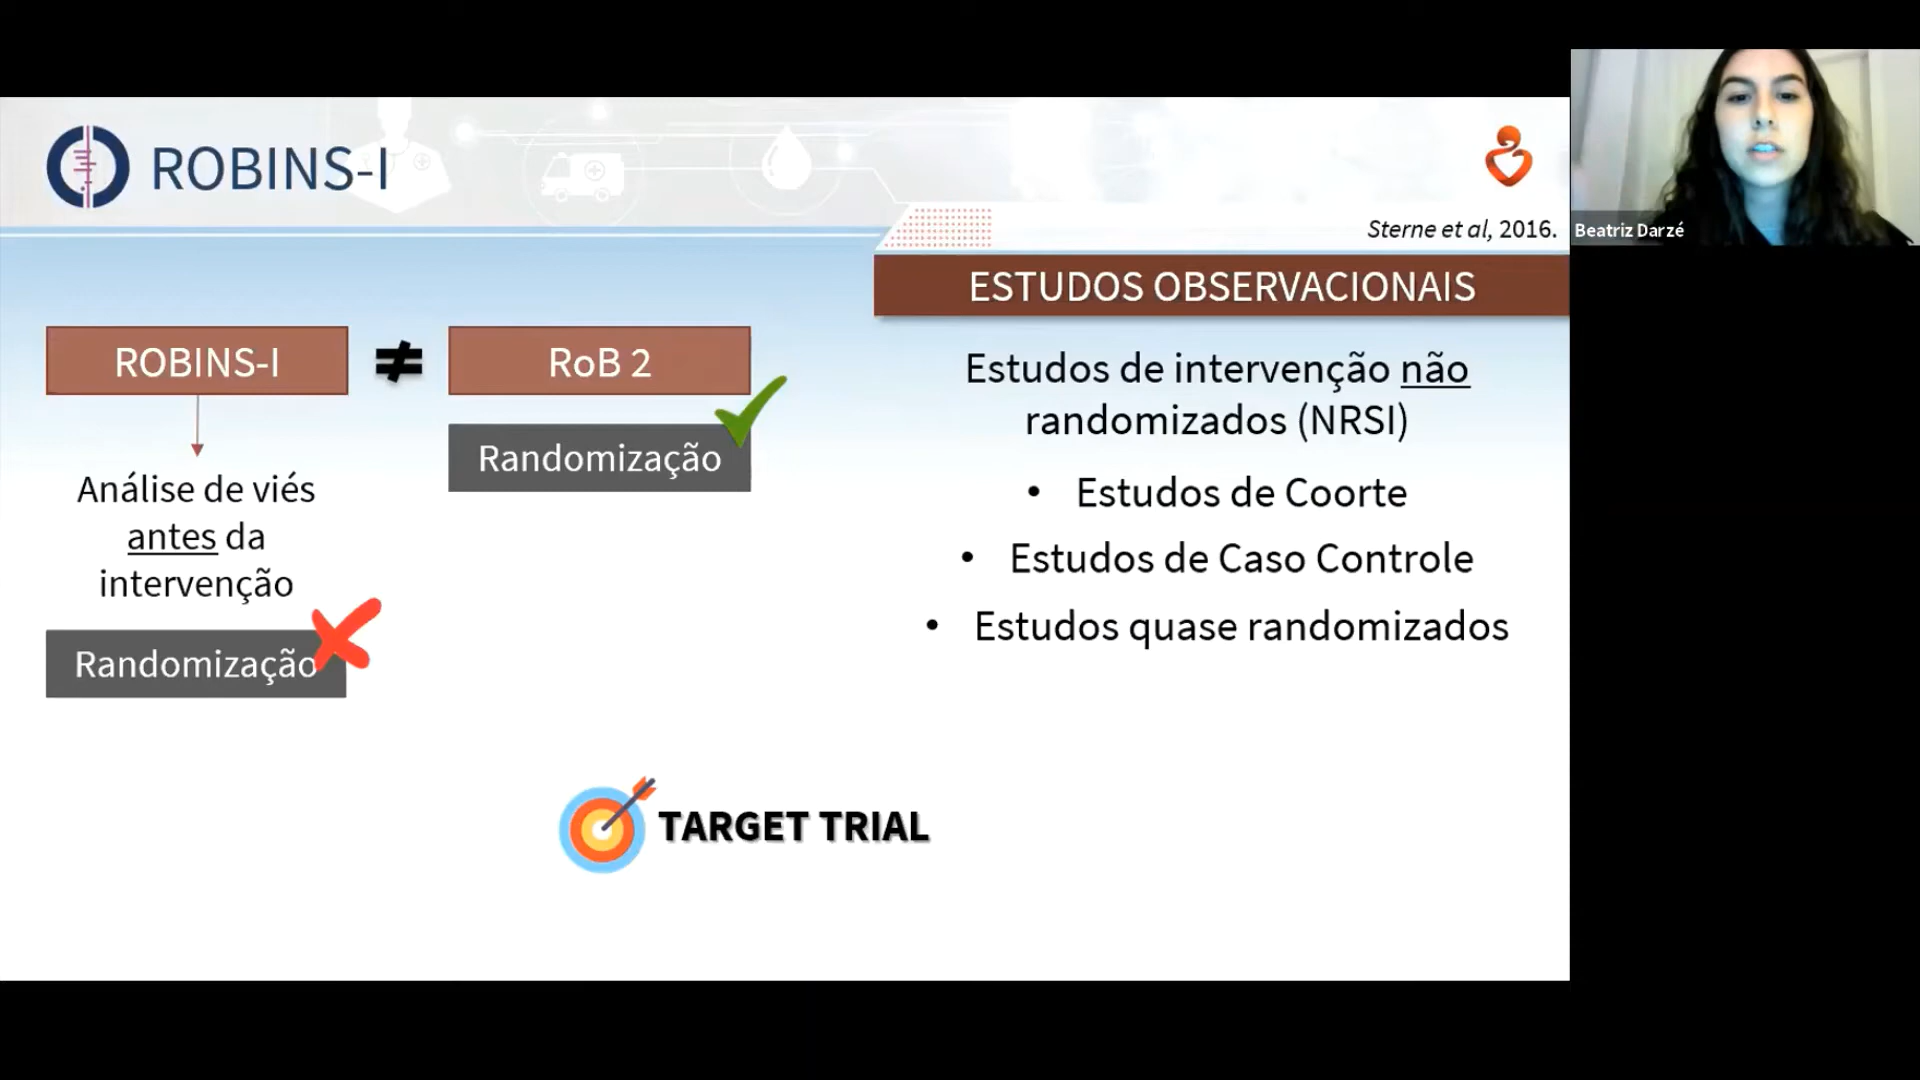 ROBINS-I
Sterne et al, 2016.
Beatriz Darzé
ESTUDOS OBSERVACIONAIS
ROBINS-I
≠
RoB 2
Randomização
Análise de viés
antes da
intervenção
Randomização
Estudos de intervenção não
randomizados (NRSI)
• Estudos de Coorte
• Estudos de Caso Controle
• Estudos quase randomizados
TARGET TRIAL